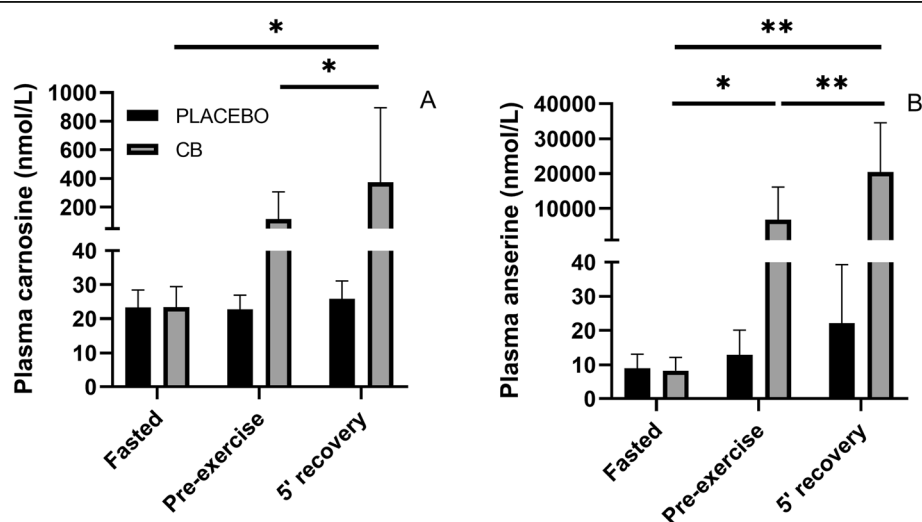 * **
* * **
A
B
Plasma carnosine (nmol/L)
1000
800
600
400
200
40
30
20
10
0
PLACEBO
CB
Fasted
Pre-exercise
5' recovery
Plasma anserine (nmol/L)
40000
30000
20000
10000
40
30
20
10
0
Fasted
Pre-exercise
5' recovery